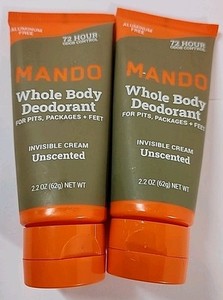 ALUMINUM
FREE
72 HOUR
ODOR CONTROL
MANDO
Whole Body
Deodorant
FOR PITS, PACKAGES + FEET
INVISIBLE CREAM
Unscented
2.2 OZ (62g) NET WT
ALUMINUM
FREE
72 HOUR
ODOR CONTROL
MANDO
Whole Body
Deodorant
FOR PITS, PACKAGES + FEET
INVISIBLE CREAM
Unscented
2.2 OZ (62g) NET WT